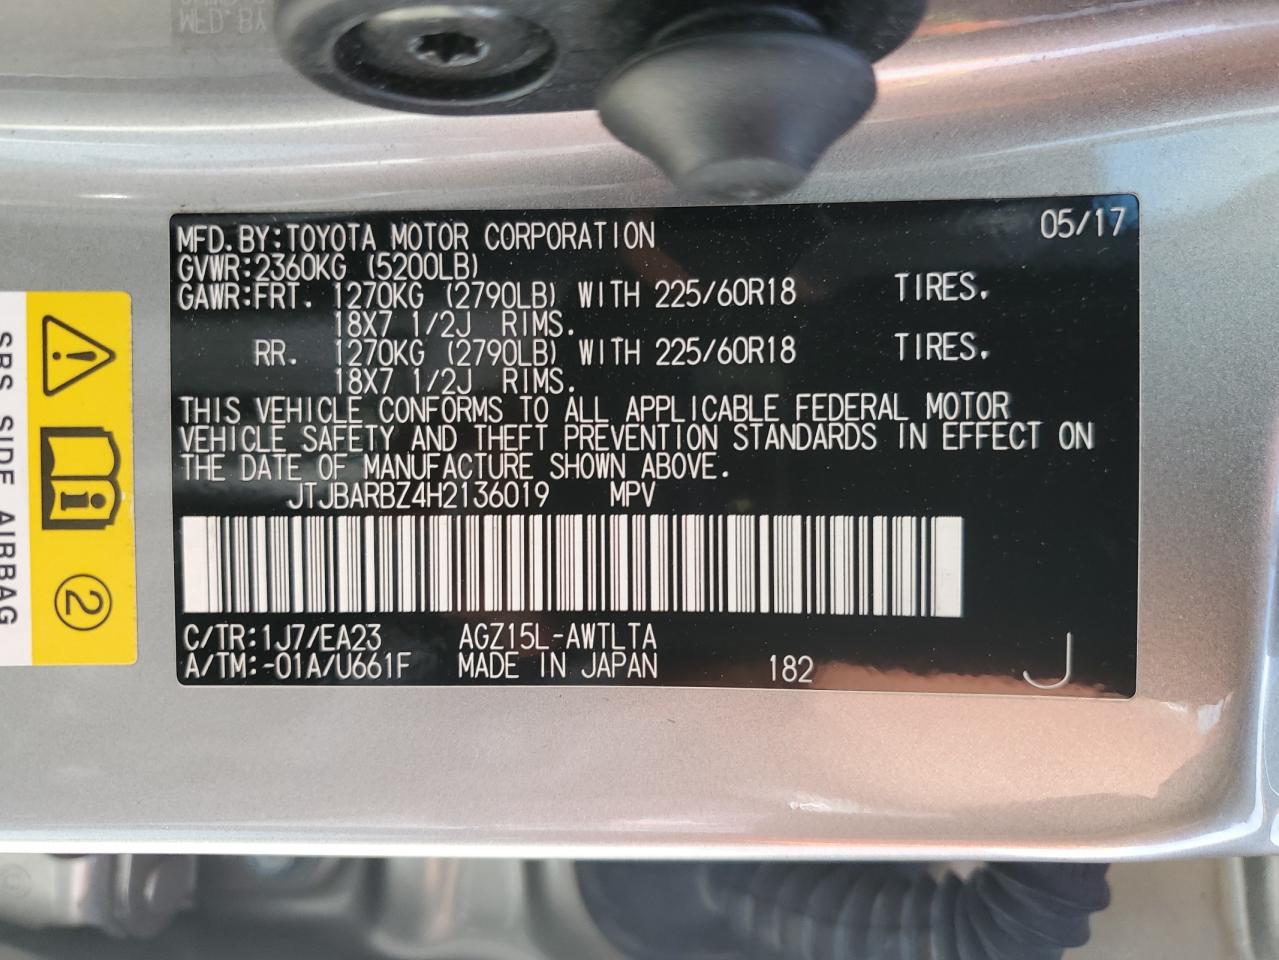 MFD.BY:TOYOTA MOTOR CORPORATION 05/17
GVWR:2360KG (5200LB)
GAWR:FRT. 1270KG (2790LB) WITH 225/60R18 TIRES.
18X7 1/2J RIMS.
RR. 1270KG (2790LB) WITH 225/60R18 TIRES.
18X7 1/2J RIMS.
THIS VEHICLE CONFORMS TO ALL APPLICABLE FEDERAL MOTOR
VEHICLE SAFETY AND THEFT PREVENTION STANDARDS IN EFFECT ON
THE DATE OF MANUFACTURE SHOWN ABOVE.
JTJBARBZ4H2136019 MPV
C/TR:1J7/EA23 AGZ15L-AWTLTA
A/TM:-01A/U661F MADE IN JAPAN 182 J
SRS SIDE AIRBAG
2
MFD.BY